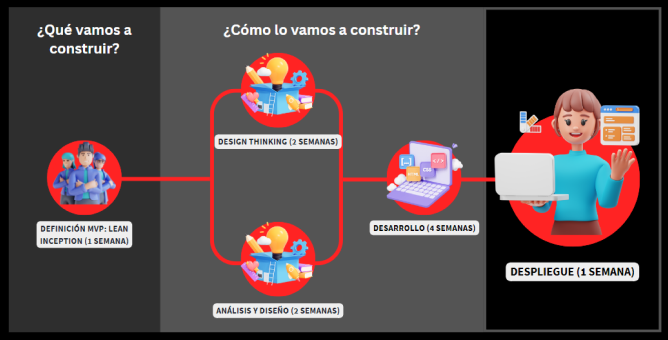 ¿Qué vamos a
construir?
¿Cómo lo vamos a construir?
DESIGN THINKING (2 SEMANAS)
DEFINICIÓN MVP: LEAN
INCEPTION (1 SEMANA)
DESARROLLO (4 SEMANAS)
ANÁLISIS Y DISEÑO (2 SEMANAS)
DESPLIEGUE (1 SEMANA)